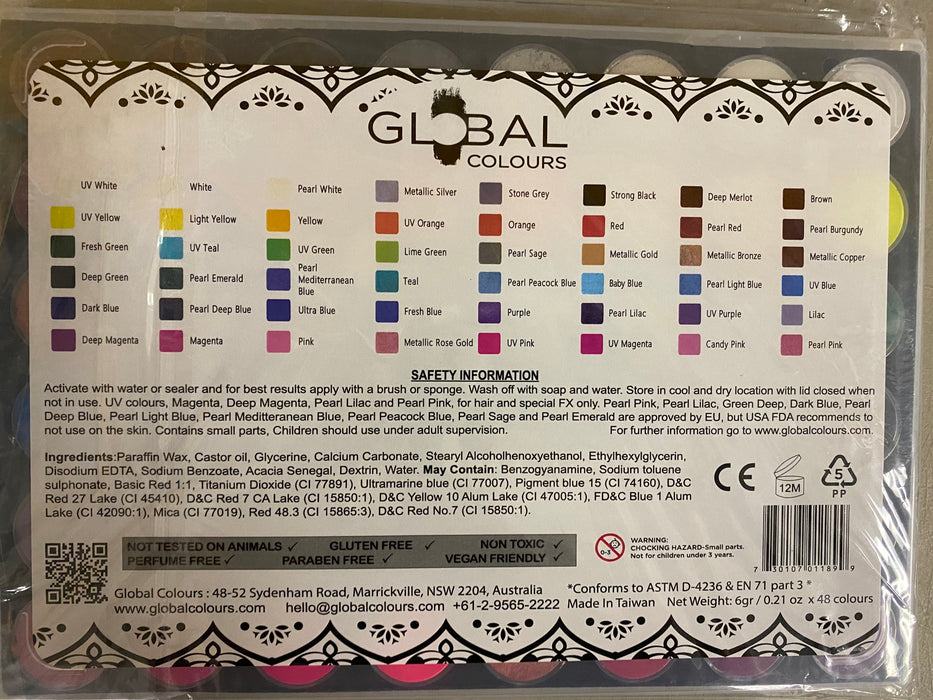 GLOBAL
COLOURS
UV White White Pearl White Metallic Silver Stone Grey Strong Black Deep Merlot Brown
UV Yellow Light Yellow Yellow UV Orange Orange Red Pearl Red Pearl Burgundy
Fresh Green UV Teal UV Green Lime Green Pearl Sage Metallic Gold Metallic Bronze Metallic Copper
Deep Green Pearl Emerald Pearl Mediterranean Blue Teal Pearl Peacock Blue Baby Blue Pearl Light Blue UV Blue
Dark Blue Pearl Deep Blue Ultra Blue Fresh Blue Purple Pearl Lilac UV Purple Lilac
Deep Magenta Magenta Pink Metallic Rose Gold UV Pink UV Magenta Candy Pink Pearl Pink
SAFETY INFORMATION
Activate with water or sealer and for best results apply with a brush or sponge. Wash off with soap and water. Store in cool and dry location with lid closed when
not in use. UV colours, Magenta, Deep Magenta, Pearl Lilac and Pearl Pink, for hair and special FX only. Pearl Pink, Pearl Lilac, Green Deep, Dark Blue, Pearl
Deep Blue, Pearl Light Blue, Pearl Meditteranean Blue, Pearl Peacock Blue, Pearl Sage and Pearl Emerald are approved by EU, but USA FDA recommends to
not use on the skin. Contains small parts, Children should use under adult supervision. For further information go to www.globalcolours.com.
Ingredients:Paraffin Wax, Castor oil, Glycerine, Calcium Carbonate, Stearyl Alcoholhenoxyethanol, Ethylhexylglycerin,
Disodium EDTA, Sodium Benzoate, Acacia Senegal, Dextrin, Water. May Contain: Benzoyanaline, Sodium toluene
sulphonate, Basic Red 1:1, Titanium Dioxide (CI 77891), Ultramarine blue (CI 77007), Pigment blue 15 (CI 74160), D&C
Red 27 Lake (CI 45410), D&C Red 7 CA Lake (CI 15850:1), D&C Yellow 10 Alum Lake (CI 47005:1), FD&C Blue 1 Alum
Lake (CI 42090:1), Mica (CI 77019), Red 48.3 (CI 15865:3), D&C Red No.7 (CI 15850:1).
CE 12M 5
PP
NOT TESTED ON ANIMALS ✓ GLUTEN FREE ✓ NON TOXIC ✓
PERFUME FREE ✓ PARABEN FREE ✓ VEGAN FRIENDLY ✓
0-3
WARNING:
CHOCKING HAZARD-Small parts.
Not for children under 3 years.
7 30107 01189 9
Global Colours : 48-52 Sydenham Road, Marrickville, NSW 2204, Australia
www.globalcolours.com hello@globalcolours.com +61-2-9565-2222
*Conforms to ASTM D-4236 & EN 71 part 3 *
Made In Taiwan Net Weight: 6gr / 0.21 oz x 48 colours